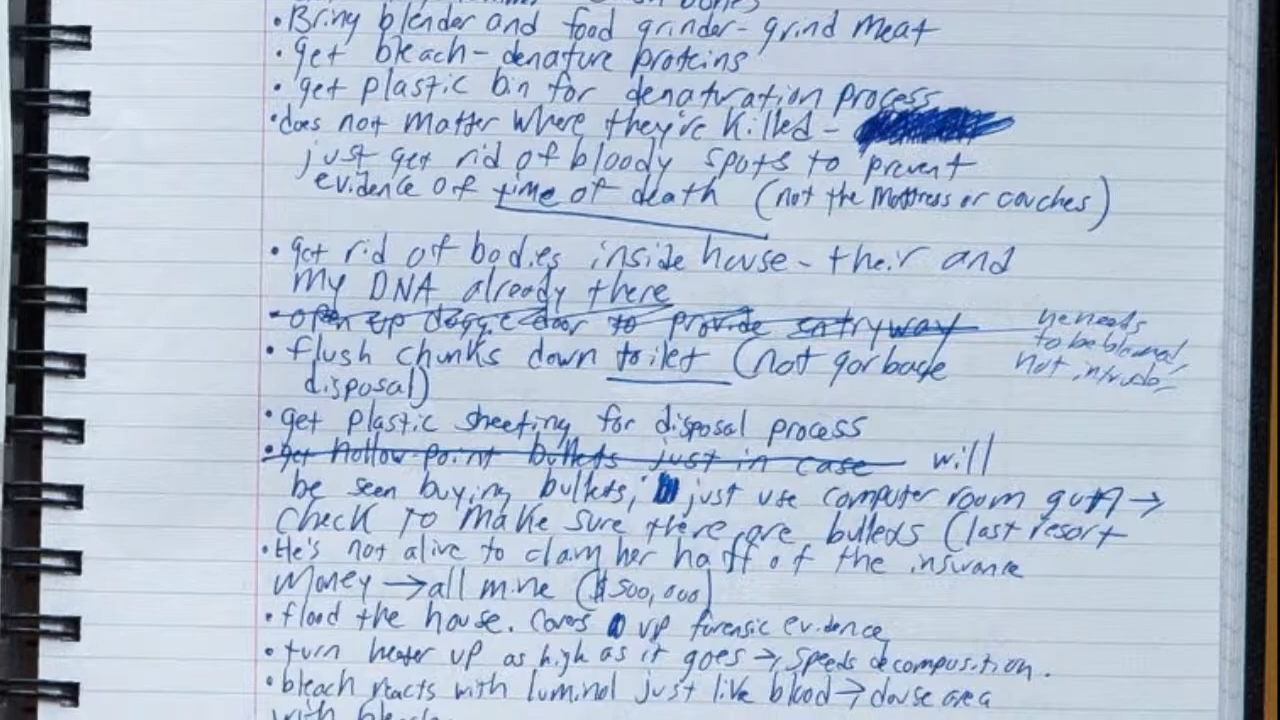 bones
•Bring blender and food grinder - grind meat
•get bleach - denature proteins
•get plastic bin for denaturation process
•does not matter where they're killed -
just get rid of bloody spots to prevent
evidence of time of death (not the mattress or couches)
•get rid of bodies inside house - their and
my DNA already there
•open up doggie door to provide entryway
he needs
to be blamed,
not intruder
•flush chunks down toilet (not garbage
disposal)
•get plastic sheeting for disposal process
•get hollow-point bullets just in case will
be seen buying bullets; just use computer room gun →
check to make sure there are bullets (last resort
•He's not alive to claim her half of the insurance
money → all mine ($500,000)
•flood the house. covers up forensic evidence
•turn heater up as high as it goes → speeds decomposition.
•bleach reacts with luminol just like blood → douse area
with bleach